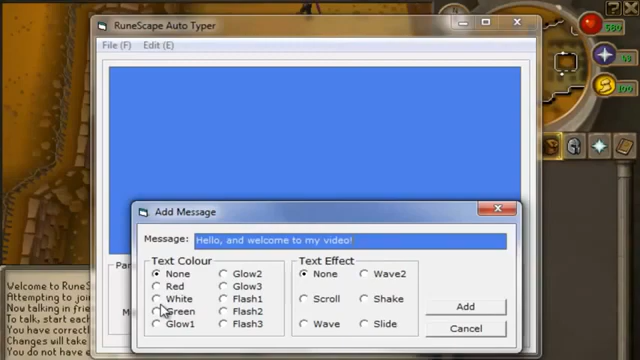 RuneScape Auto Typer
File (F) Edit (E)
580
100
Add Message
Message: Hello, and welcome to my video!
Text Colour
None
Red
White
Green
Glow1
Glow2
Glow3
Flash1
Flash2
Flash3
Text Effect
None
Scroll
Wave
Wave2
Shake
Slide
Add
Cancel
Welcome to RuneS
Attempting to join
Now talking in frien
To talk, start each
You have correctl
Changes will take
You do not have e